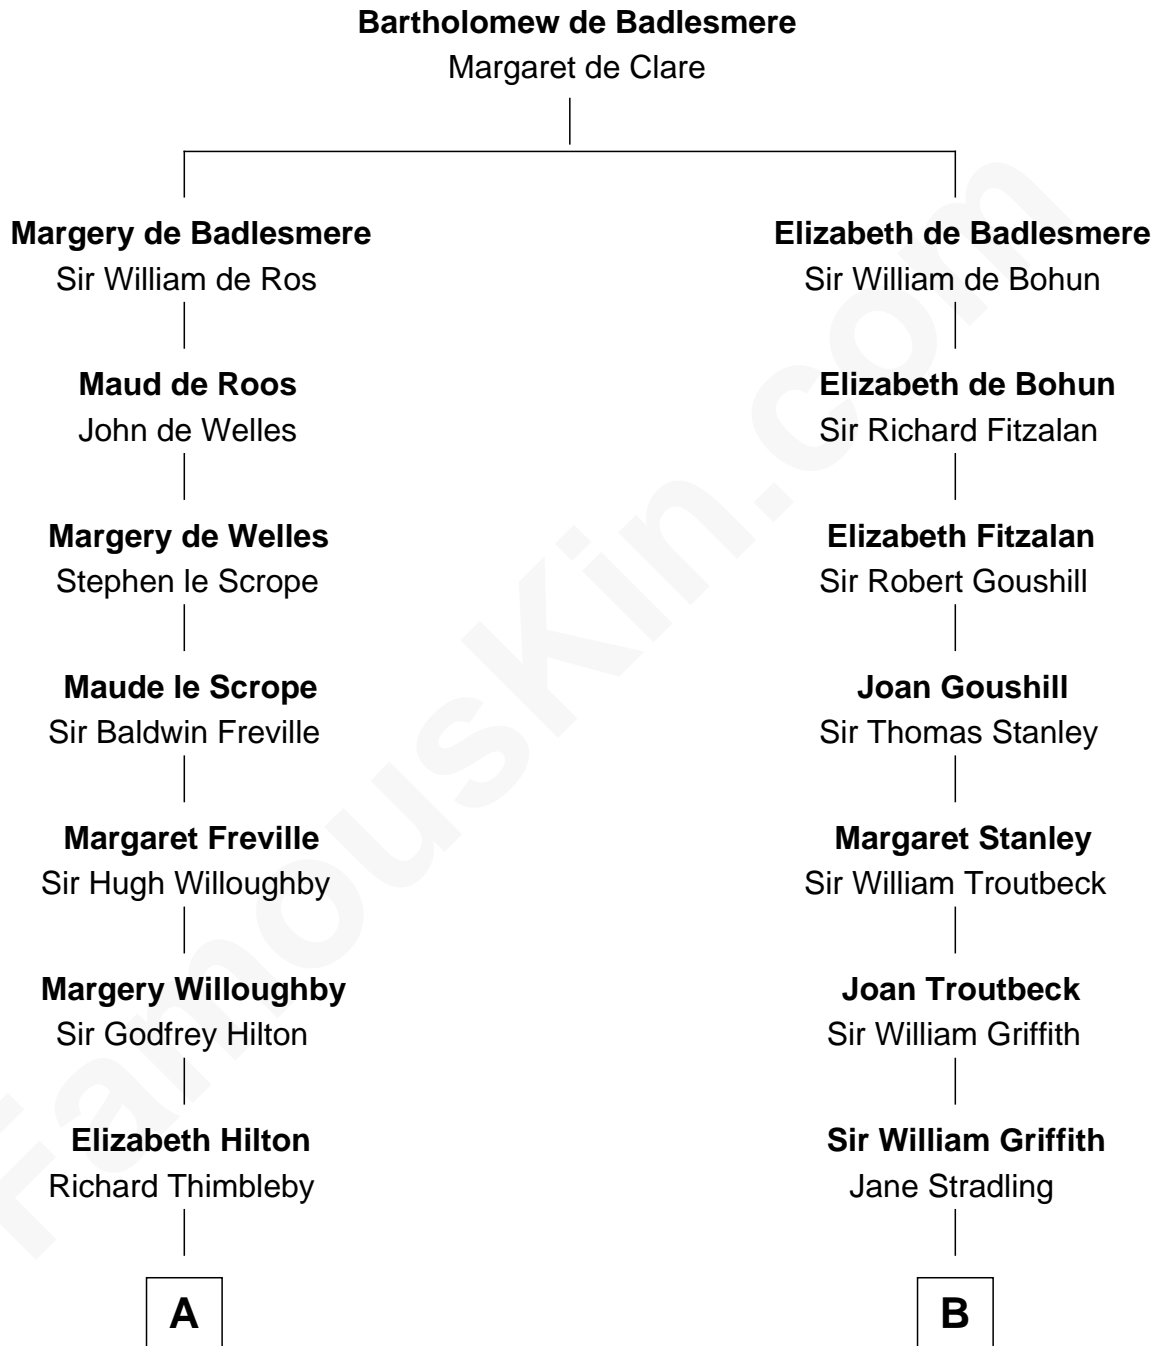 Bartholomew de Badlesmere
Margaret de Clare
Margery de Badlesmere
Sir William de Ros
Elizabeth de Badlesmere
Sir William de Bohun
Maud de Roos
John de Welles
Elizabeth de Bohun
Sir Richard Fitzalan
Margery de Welles
Stephen le Scrope
Elizabeth Fitzalan
Sir Robert Goushill
Maude le Scrope
Sir Baldwin Freville
Joan Goushill
Sir Thomas Stanley
Margaret Freville
Sir Hugh Willoughby
Margaret Stanley
Sir William Troutbeck
Margery Willoughby
Sir Godfrey Hilton
Joan Troutbeck
Sir William Griffith
Elizabeth Hilton
Richard Thimbleby
Sir William Griffith
Jane Stradling
A
B
FamousKin.com